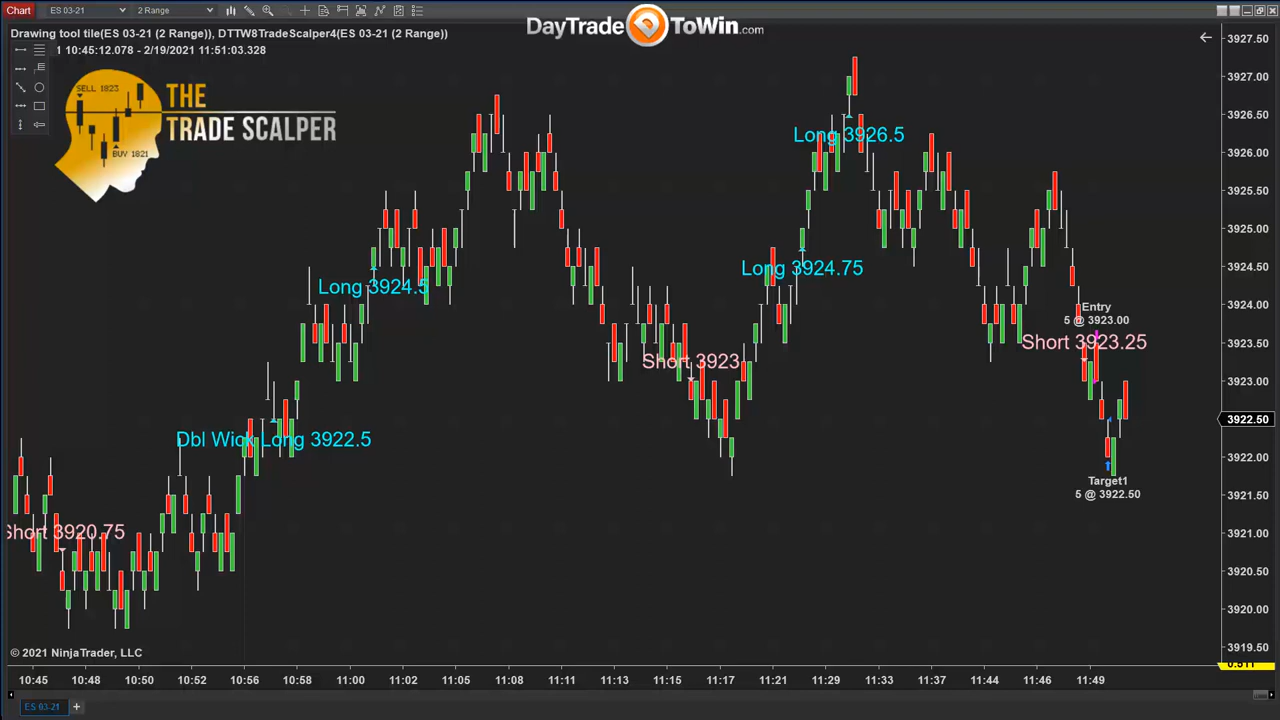 Chart ES 03-21 2 Range
DayTradeToWin.com
Drawing tool tile(ES 03-21 (2 Range)), DTTW8TradeScalper4(ES 03-21 (2 Range))
1 10:45:12.078 - 2/19/2021 11:51:03.328
SELL 1823
BUY 1821
THE
TRADE SCALPER
3927.50
3927.00
3926.50
3926.00
3925.50
3925.00
3924.50
3924.00
3923.50
3923.00
3922.50
3922.00
3921.50
3921.00
3920.50
3920.00
3919.50
Long 3926.5
Long 3924.75
Long 3924.5
Entry
5 @ 3923.00
Short 3923.25
Short 3923
Dbl Wick Long 3922.5
Target1
5 @ 3922.50
Short 3920.75
© 2021 NinjaTrader, LLC
10:45 10:48 10:50 10:52 10:56 10:58 11:00 11:02 11:05 11:08 11:11 11:13 11:16 11:17 11:21 11:29 11:33 11:37 11:44 11:46 11:49
ES 03-21